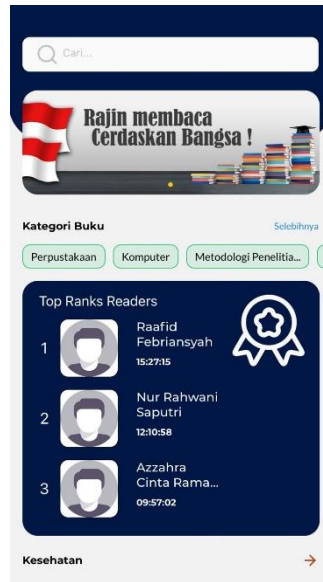 Cari...
Rajin membaca
Cerdaskan Bangsa !
Kategori Buku
Selebihnya
Perpustakaan
Komputer
Metodologi Penelitia...
Top Ranks Readers
1
Raafid
Febriansyah
15:27:15
2
Nur Rahwani
Saputri
12:10:58
3
Azzahra
Cinta Rama...
09:57:02
Kesehatan